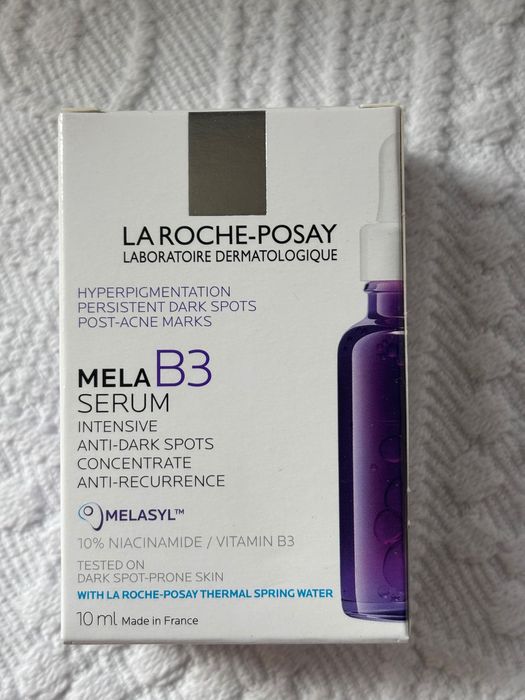 LA ROCHE-POSAY
LABORATOIRE DERMATOLOGIQUE
HYPERPIGMENTATION
PERSISTENT DARK SPOTS
POST-ACNE MARKS
MELA B3
SERUM
INTENSIVE
ANTI-DARK SPOTS
CONCENTRATE
ANTI-RECURRENCE
MELASYL™
10% NIACINAMIDE / VITAMIN B3
TESTED ON
DARK SPOT-PRONE SKIN
WITH LA ROCHE-POSAY THERMAL SPRING WATER
10 ml Made in France